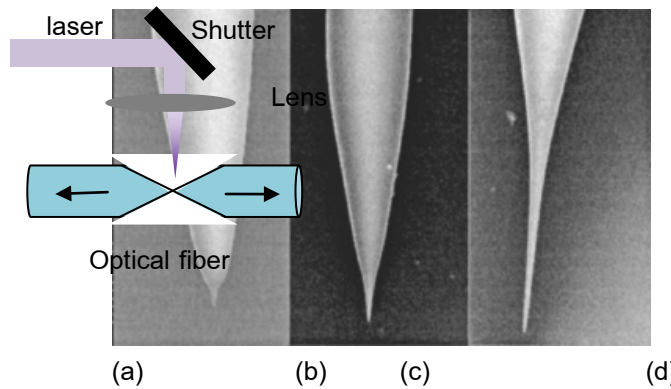 laser
Shutter
Lens
Optical fiber
(a) (b) (c) (d)